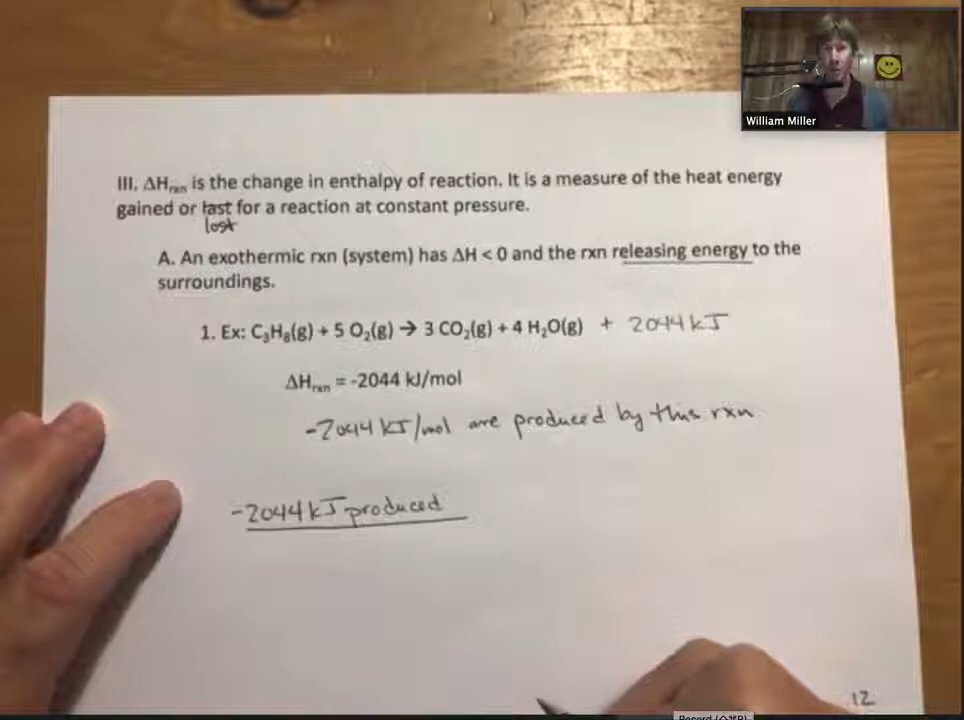 William Miller
III. ΔHrxn is the change in enthalpy of reaction. It is a measure of the heat energy
gained or last for a reaction at constant pressure.
lost
A. An exothermic rxn (system) has ΔH < 0 and the rxn releasing energy to the
surroundings.
1. Ex: C₃H₈(g) + 5 O₂(g) → 3 CO₂(g) + 4 H₂O(g) + 2044 kJ
ΔHrxn = -2044 kJ/mol
-2044 kJ/mol are produced by this rxn
-2044 kJ produced
12